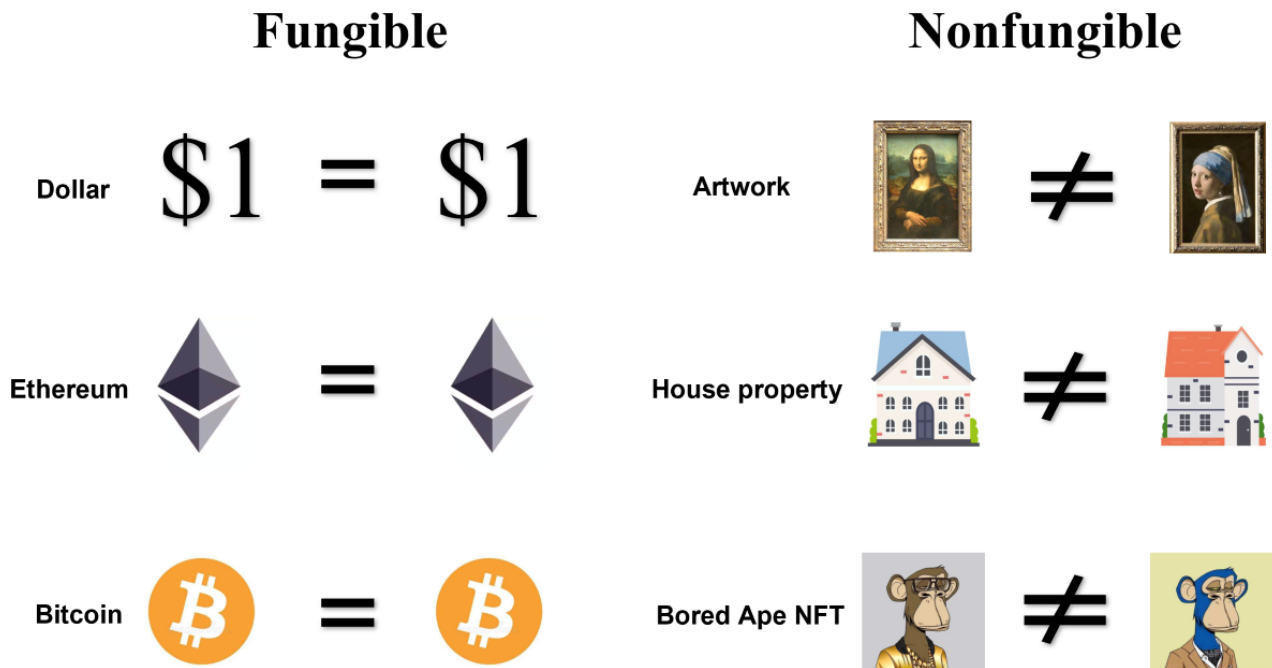 Fungible
Nonfungible
Dollar $1 = $1
Artwork ≠
Ethereum =
House property ≠
Bitcoin =
Bored Ape NFT ≠